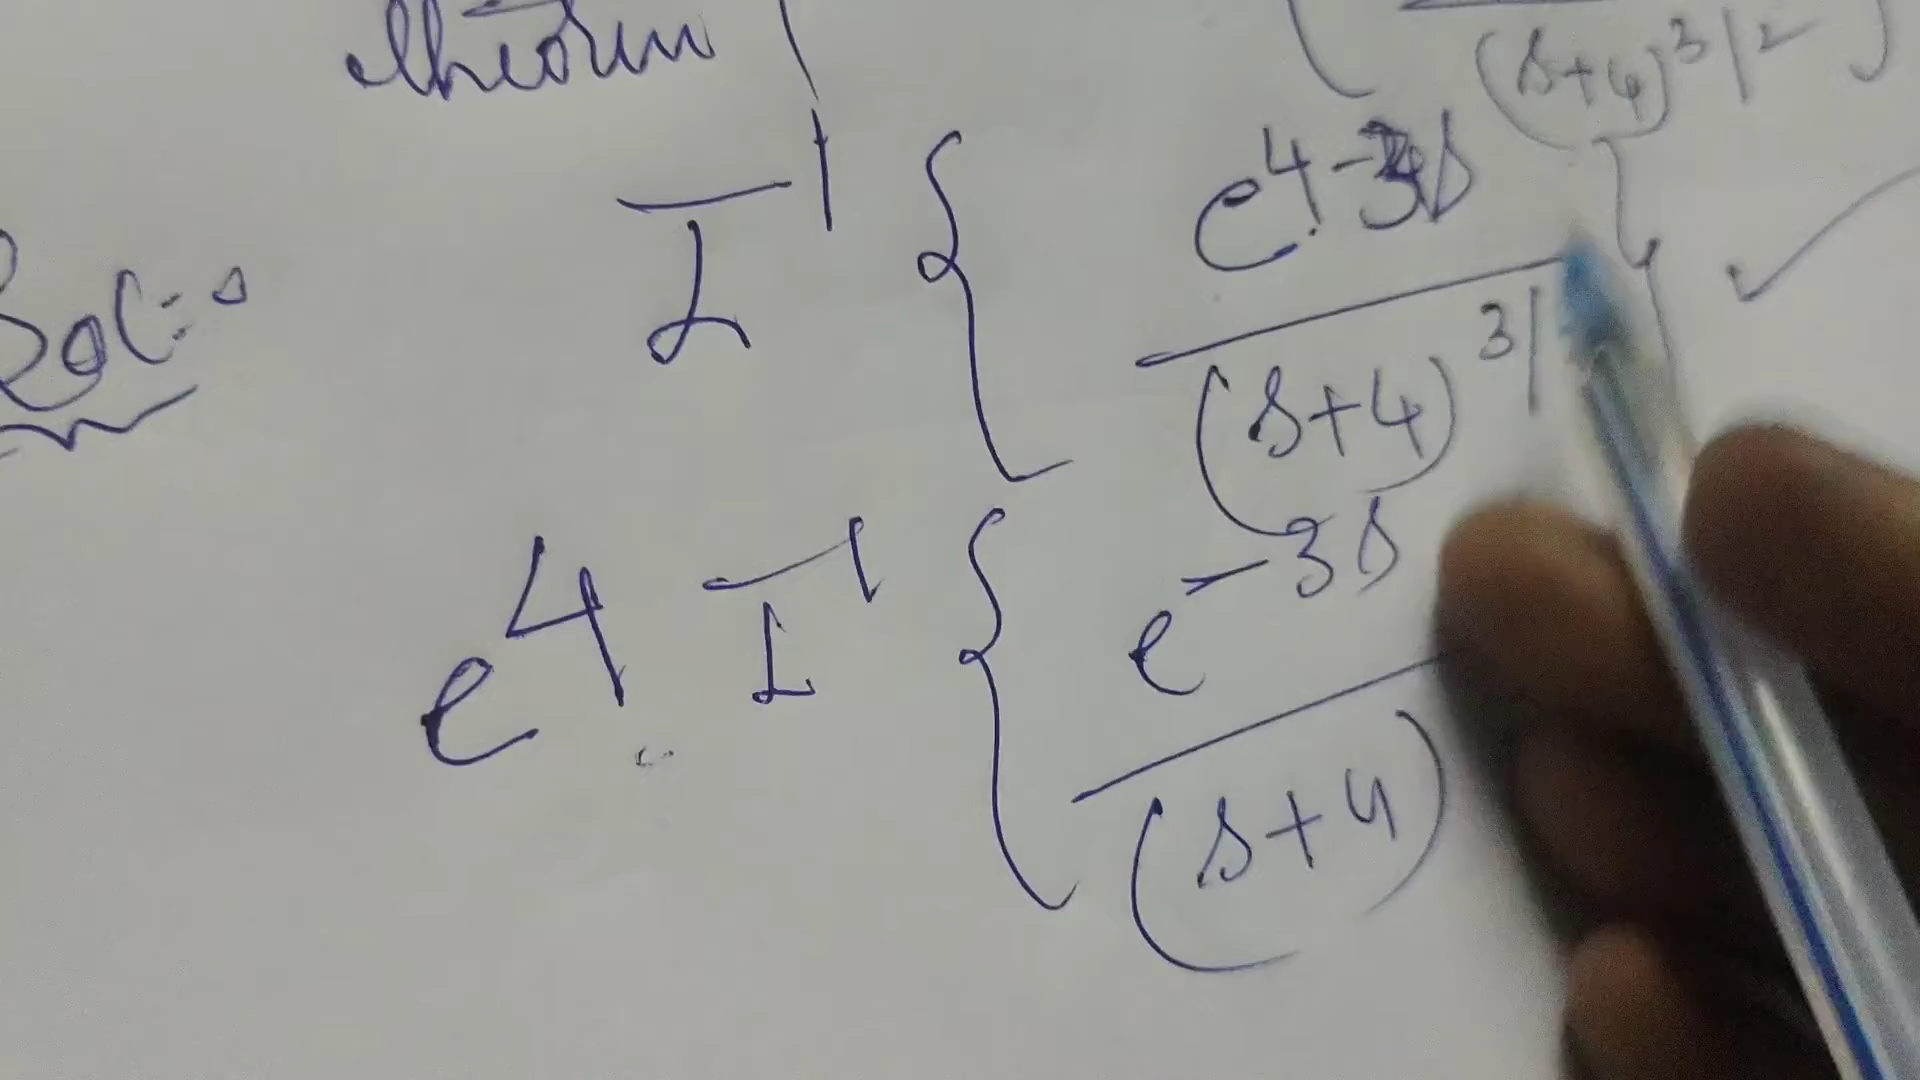 theorem (s+4)^3/2
Sol:-
L^-1 { e^4-3s / (s+4)^3/
e^4 L^-1 { e^-3s / (s+4)